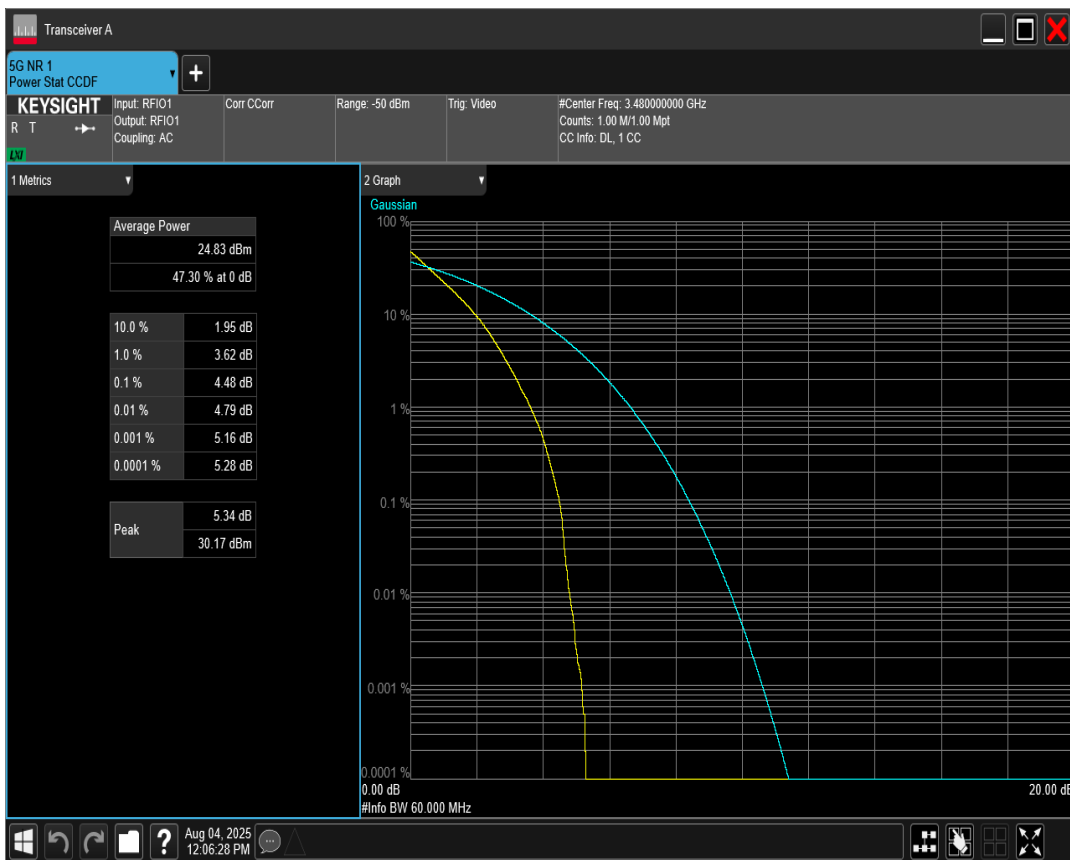 Transceiver A
5G NR 1
Power Stat CCDF
+
KEYSIGHT
R T
LXI
Input: RFIO1
Output: RFIO1
Coupling: AC
Corr CCorr
Range: -50 dBm
Trig: Video
#Center Freq: 3.480000000 GHz
Counts: 1.00 M/1.00 Mpt
CC Info: DL, 1 CC
1 Metrics
Average Power
24.83 dBm
47.30 % at 0 dB
10.0 % 1.95 dB
1.0 % 3.62 dB
0.1 % 4.48 dB
0.01 % 4.79 dB
0.001 % 5.16 dB
0.0001 % 5.28 dB
Peak
5.34 dB
30.17 dBm
2 Graph
Gaussian
100 %
10 %
1 %
0.1 %
0.01 %
0.001 %
0.0001 %
0.00 dB 20.00 dB
#Info BW 60.000 MHz
?
Aug 04, 2025
12:06:28 PM